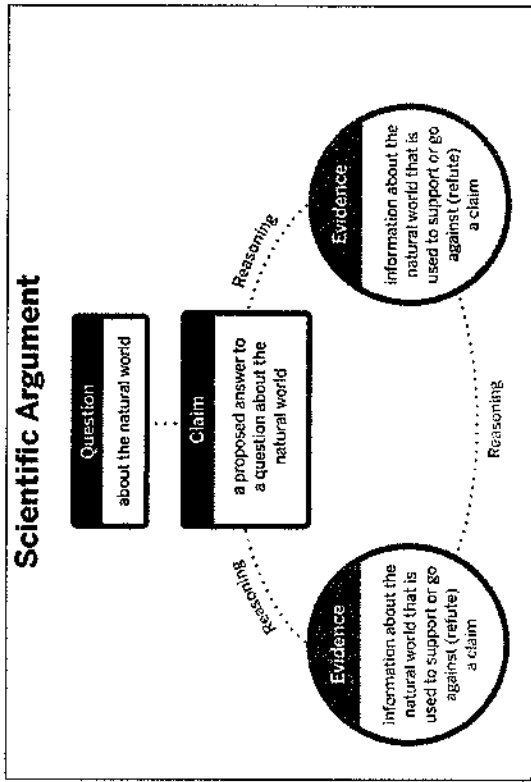 Scientific Argument
Question
about the natural world
Claim
a proposed answer to
a question about the
natural world
Reasoning
Reasoning
Evidence
information about the
natural world that is
used to support or go
against (refute)
a claim
Evidence
information about the
natural world that is
used to support or go
against (refute)
a claim
Reasoning